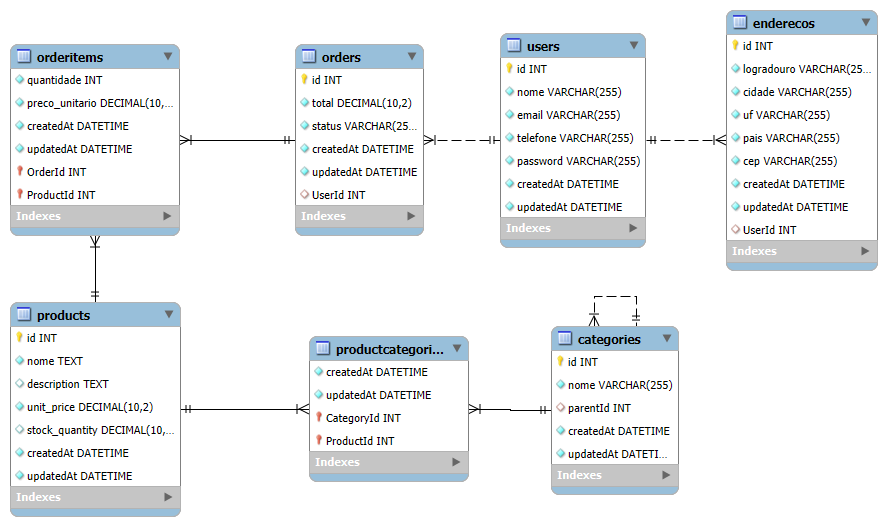 orderitems
quantidade INT
preco_unitario DECIMAL(10,...
createdAt DATETIME
updatedAt DATETIME
OrderId INT
ProductId INT
Indexes
orders
id INT
total DECIMAL(10,2)
status VARCHAR(25...
createdAt DATETIME
updatedAt DATETIME
UserId INT
Indexes
users
id INT
nome VARCHAR(255)
email VARCHAR(255)
telefone VARCHAR(255)
password VARCHAR(255)
createdAt DATETIME
updatedAt DATETIME
Indexes
enderecos
id INT
logradouro VARCHAR(25...
cidade VARCHAR(255)
uf VARCHAR(255)
pais VARCHAR(255)
cep VARCHAR(255)
createdAt DATETIME
updatedAt DATETIME
UserId INT
Indexes
products
id INT
nome TEXT
description TEXT
unit_price DECIMAL(10,2)
stock_quantity DECIMAL(10,...
createdAt DATETIME
updatedAt DATETIME
Indexes
productcategori...
createdAt DATETIME
updatedAt DATETIME
CategoryId INT
ProductId INT
Indexes
categories
id INT
nome VARCHAR(255)
parentId INT
createdAt DATETIME
updatedAt DATETI...
Indexes